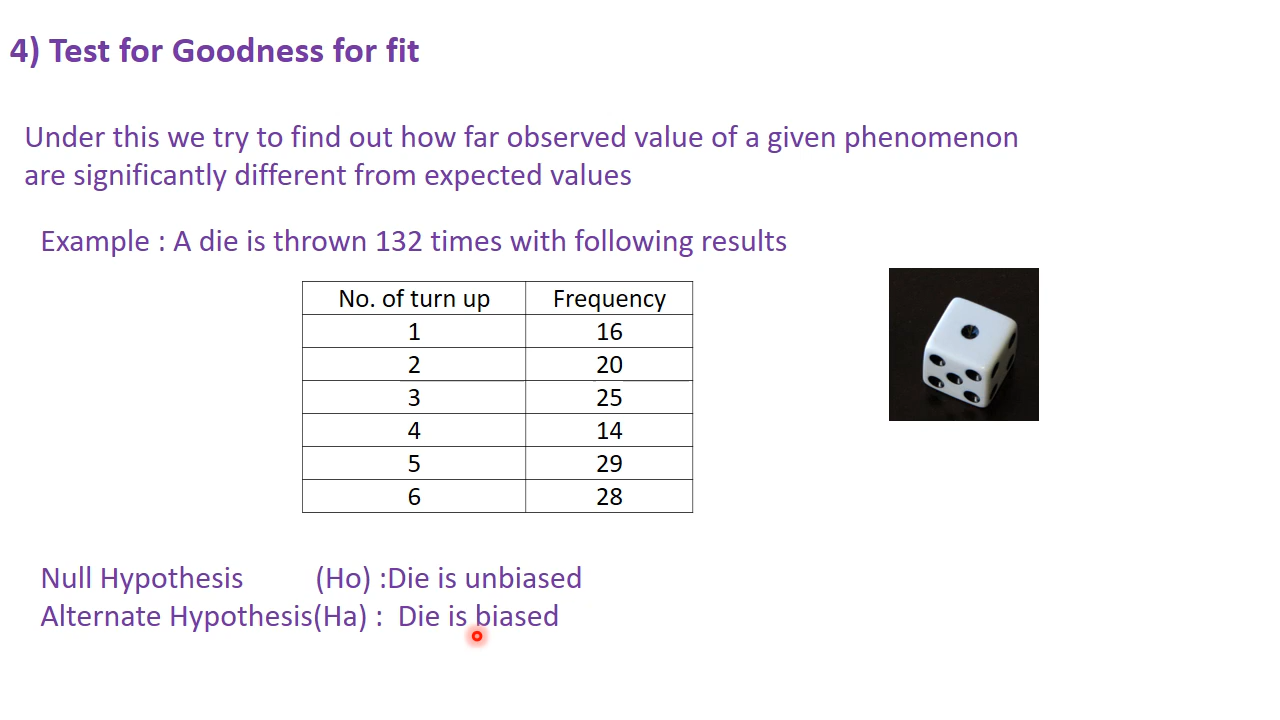 4) Test for Goodness for fit
Under this we try to find out how far observed value of a given phenomenon
are significantly different from expected values
Example : A die is thrown 132 times with following results
No. of turn up Frequency
1 16
2 20
3 25
4 14
5 29
6 28
Null Hypothesis (Ho) :Die is unbiased
Alternate Hypothesis(Ha) : Die is biased